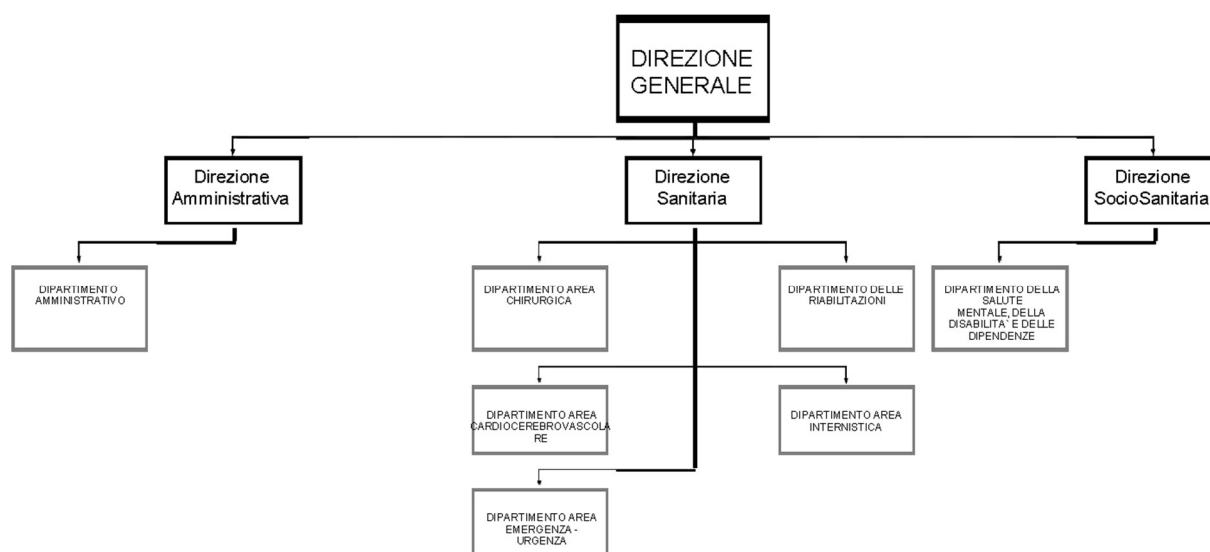 DIREZIONE
GENERALE
Direzione
Amministrativa
Direzione
Sanitaria
Direzione
SocioSanitaria
DIPARTIMENTO
AMMINISTRATIVO
DIPARTIMENTO AREA
CHIRURGICA
DIPARTIMENTO DELLE
RIABILITAZIONI
DIPARTIMENTO DELLA
SALUTE
MENTALE, DELLA
DISABILITA` E DELLE
DIPENDENZE
DIPARTIMENTO AREA
CARDIOCEREBROVASCOLA
RE
DIPARTIMENTO AREA
INTERNISTICA
DIPARTIMENTO AREA
EMERGENZA -
URGENZA